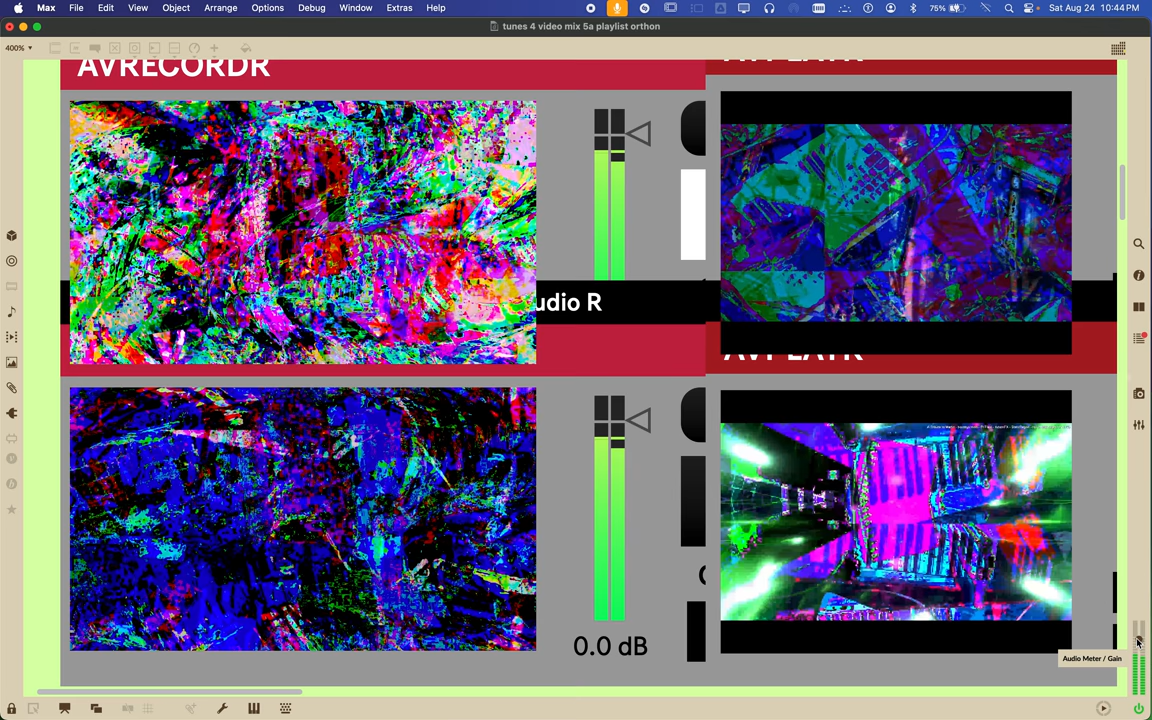 Max File Edit View Object Arrange Options Debug Window Extras Help
75% Sat Aug 24 10:44 PM
tunes 4 video mix 5a playlist orthon
400%
AVRECORDR
udio R
0.0 dB
Audio Meter / Gain